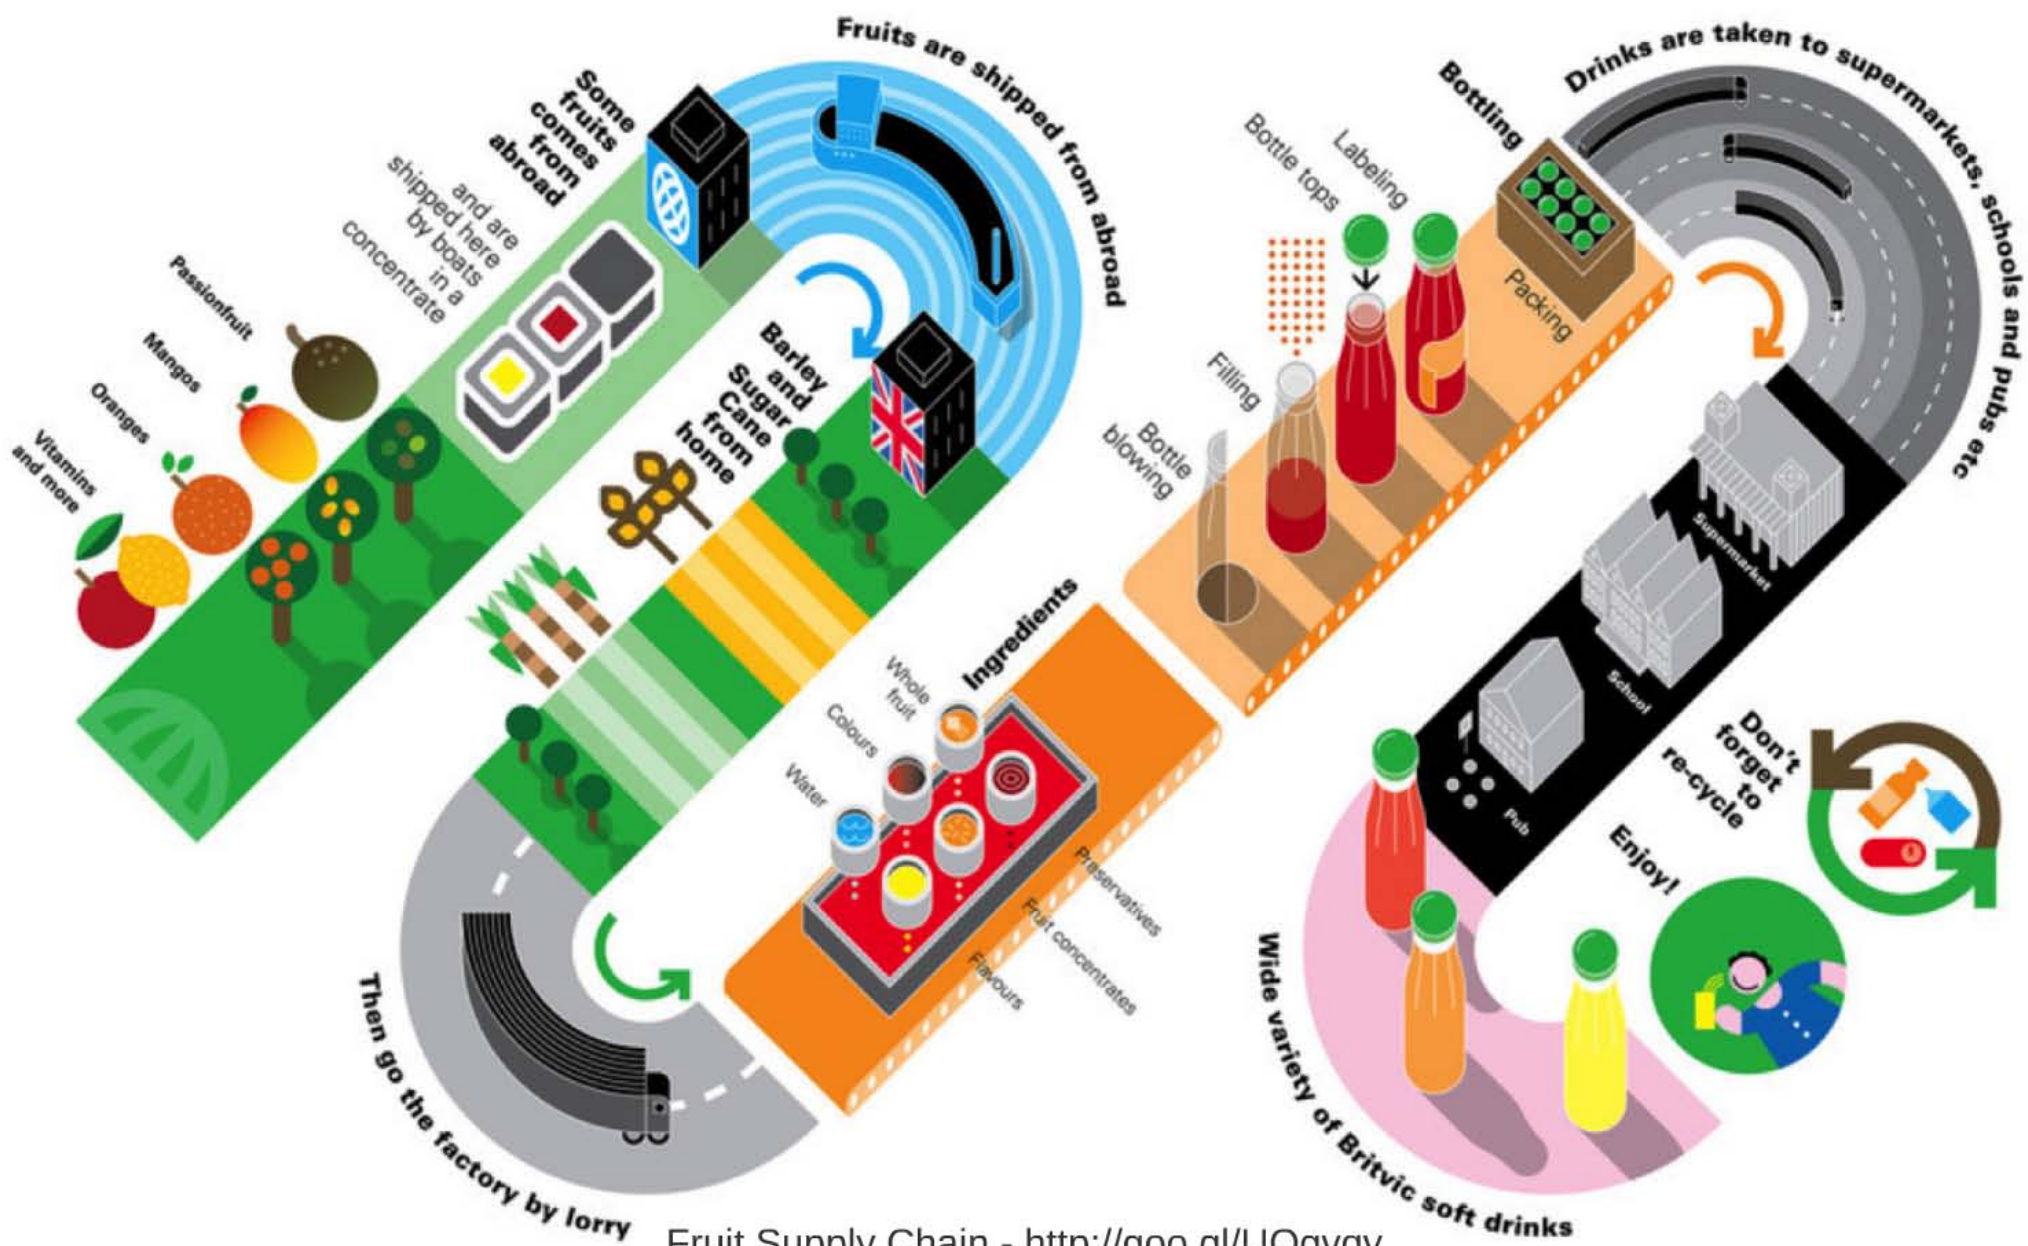 Vitamins
and more
Oranges
Mangos
Passionfruit
and are
shipped here
by boats
in a
concentrate
Some
fruits
comes
from
abroad
Fruits are shipped from abroad
Barley
and
Sugar
Cane
from
home
Then go the factory by lorry
Ingredients
Whole
fruit
Colours
Water
Preservatives
Fruit concentrates
Flavours
Bottle
blowing
Filling
Bottle tops
Labeling
Bottling
Packing
Drinks are taken to supermarkets, schools and pubs etc
Supermarket
School
Pub
Wide variety of Britvic soft drinks
Enjoy!
Don't
forget
to
re-cycle
Fruit Supply Chain - http://goo.gl/